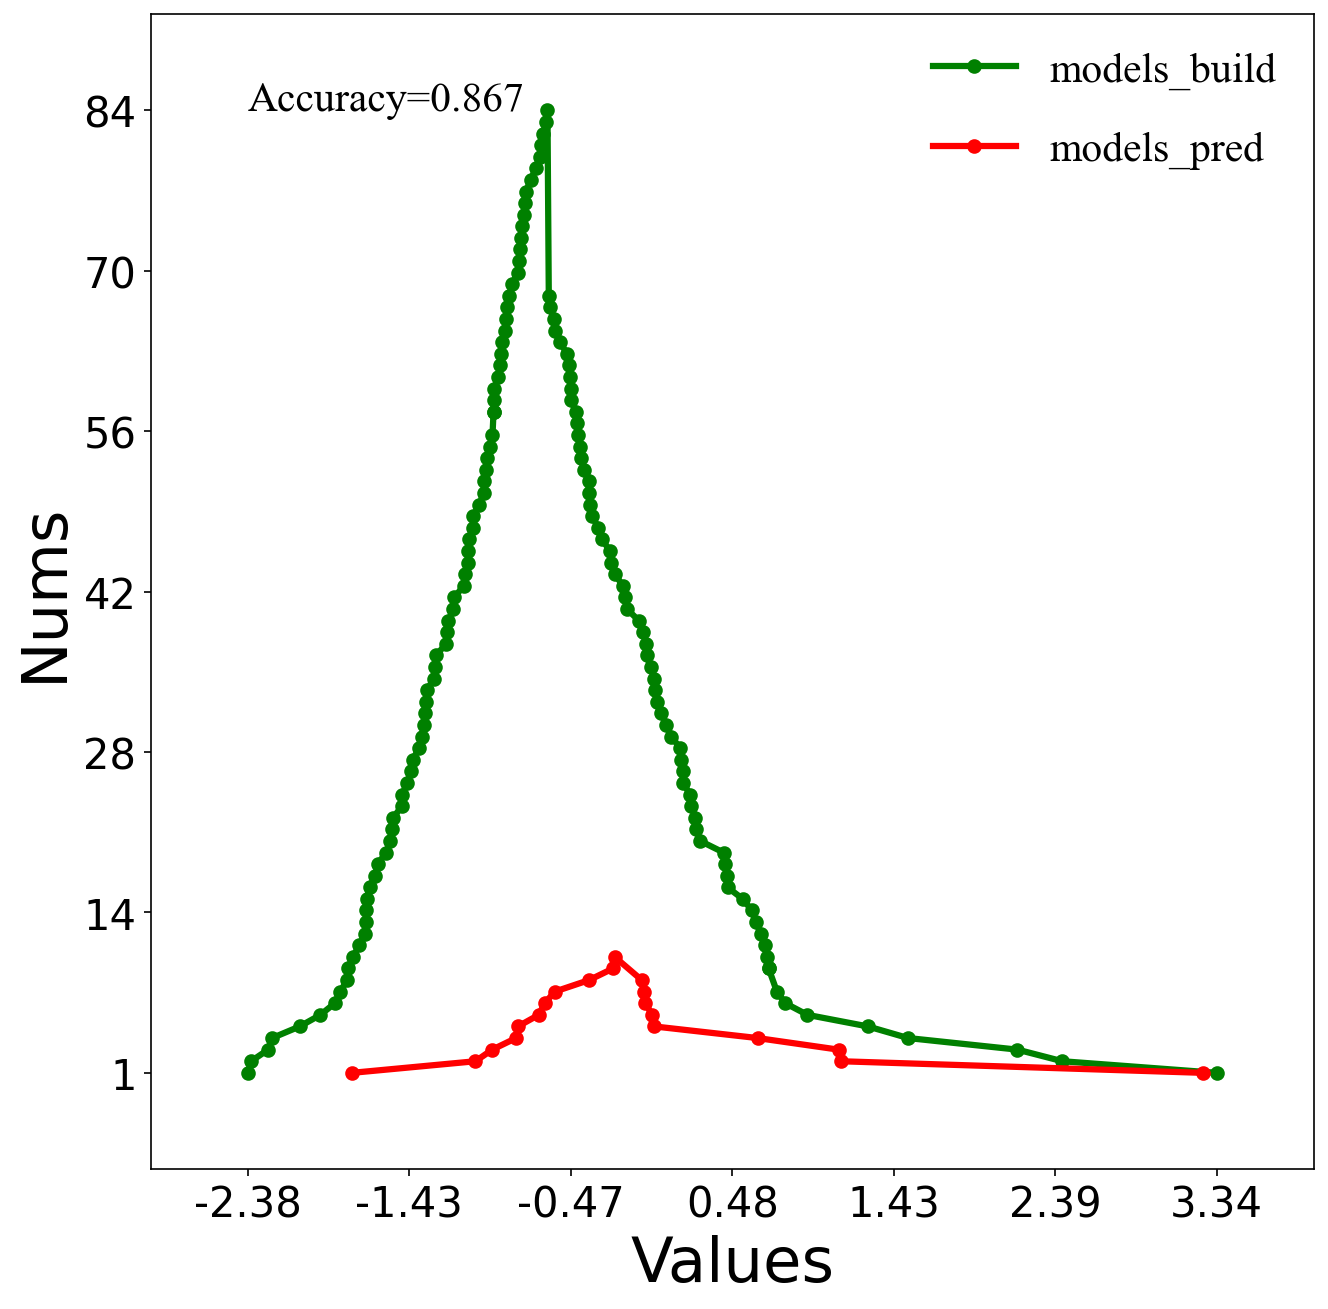 Accuracy=0.867
models_build
models_pred
84
70
56
42
28
14
1
Nums
-2.38 -1.43 -0.47 0.48 1.43 2.39 3.34
Values